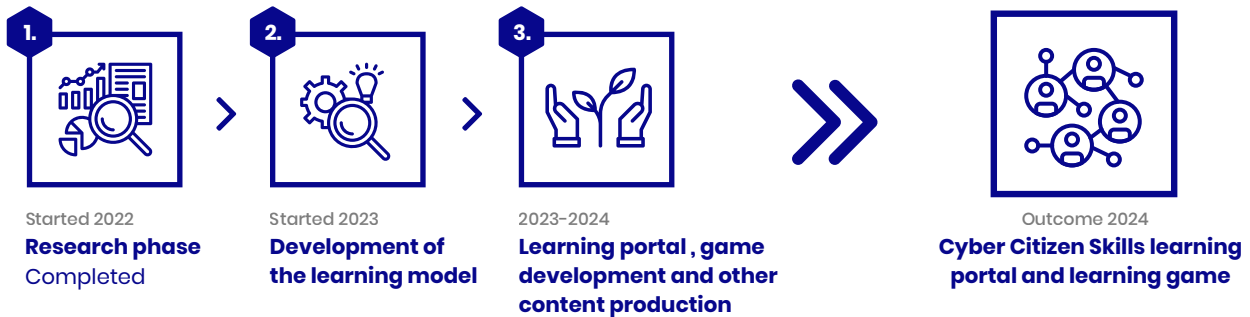 1.
Started 2022
Research phase
Completed
2.
Started 2023
Development of
the learning model
3.
2023-2024
Learning portal , game
development and other
content production
Outcome 2024
Cyber Citizen Skills learning
portal and learning game